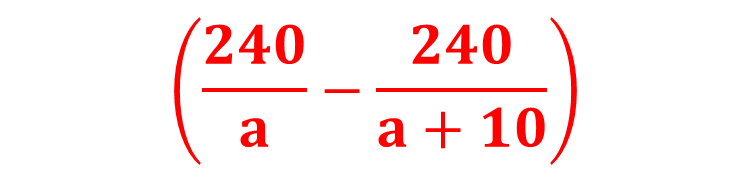 (240/a − 240/(a + 10))